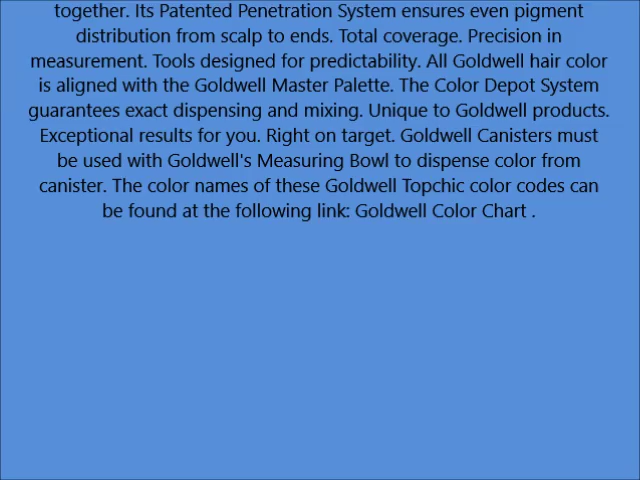 together. Its Patented Penetration System ensures even pigment
distribution from scalp to ends. Total coverage. Precision in
measurement. Tools designed for predictability. All Goldwell hair color
is aligned with the Goldwell Master Palette. The Color Depot System
guarantees exact dispensing and mixing. Unique to Goldwell products.
Exceptional results for you. Right on target. Goldwell Canisters must
be used with Goldwell's Measuring Bowl to dispense color from
canister. The color names of these Goldwell Topchic color codes can
be found at the following link: Goldwell Color Chart .